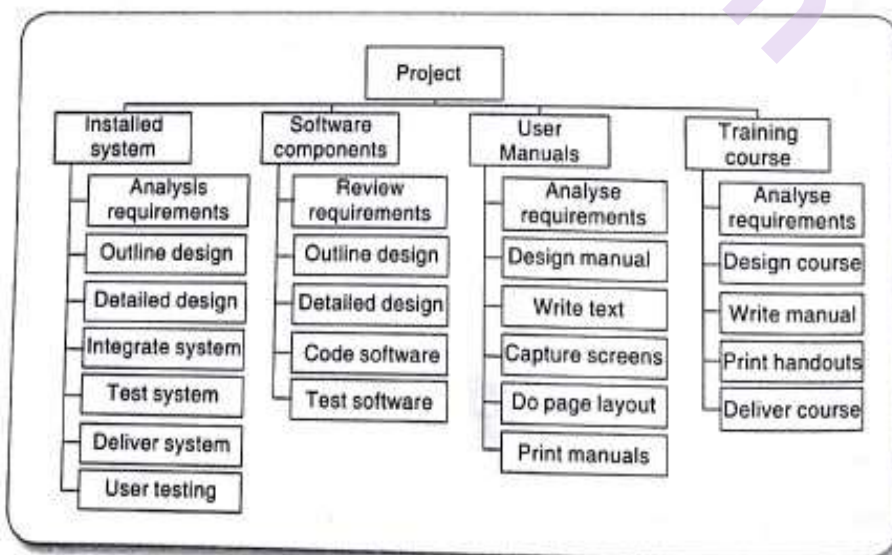 Project
Installed
system
Analysis
requirements
Outline design
Detailed design
Integrate system
Test system
Deliver system
User testing
Software
components
Review
requirements
Outline design
Detailed design
Code software
Test software
User
Manuals
Analyse
requirements
Design manual
Write text
Capture screens
Do page layout
Print manuals
Training
course
Analyse
requirements
Design course
Write manual
Print handouts
Deliver course